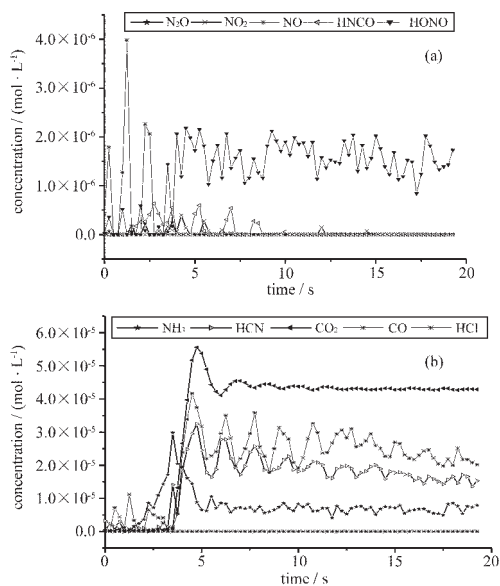 N₂O NO₂ NO HNCO HONO
(a)
concentration / (mol · L⁻¹)
4.0×10⁻⁶
3.0×10⁻⁶
2.0×10⁻⁶
1.0×10⁻⁶
0.0
0 5 10 15 20
time / s
NH₃ HCN CO₂ CO HCl
(b)
concentration / (mol · L⁻¹)
6.0×10⁻⁵
5.0×10⁻⁵
4.0×10⁻⁵
3.0×10⁻⁵
2.0×10⁻⁵
1.0×10⁻⁵
0.0
0 5 10 15 20
time / s